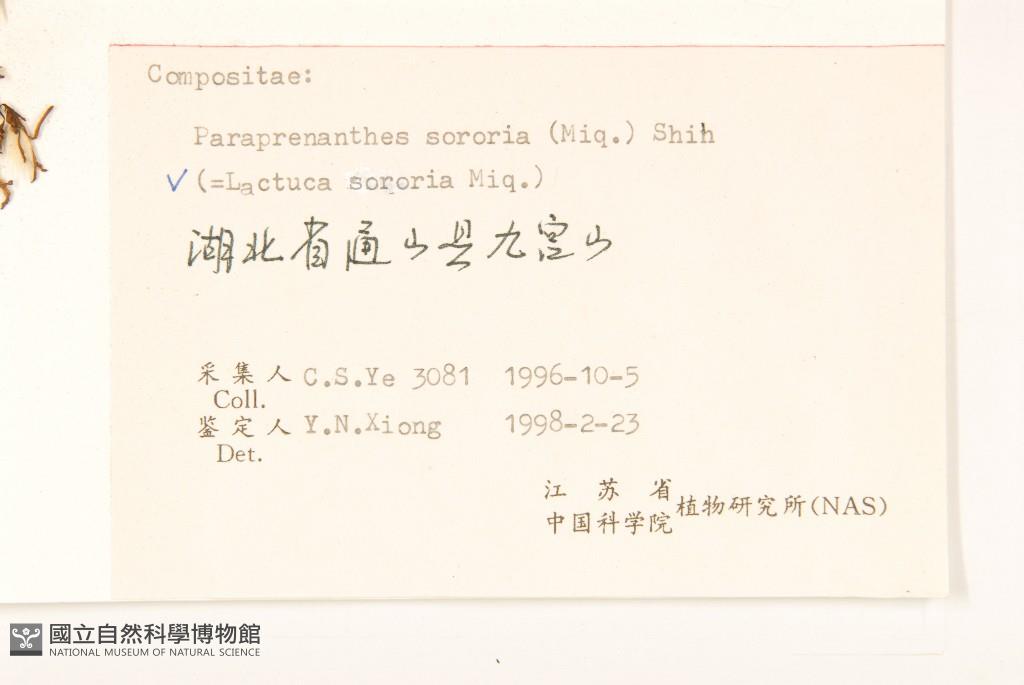 Compositae:
Paraprenanthes sororia (Miq.) Shih
✓ (=Lactuca sororia Miq.)
湖北省通山县九宫山
采集人 C.S.Ye 3081 1996-10-5
Coll.
鉴定人 Y.N.Xiong 1998-2-23
Det.
江苏省
中国科学院 植物研究所(NAS)
國立自然科學博物館
NATIONAL MUSEUM OF NATURAL SCIENCE